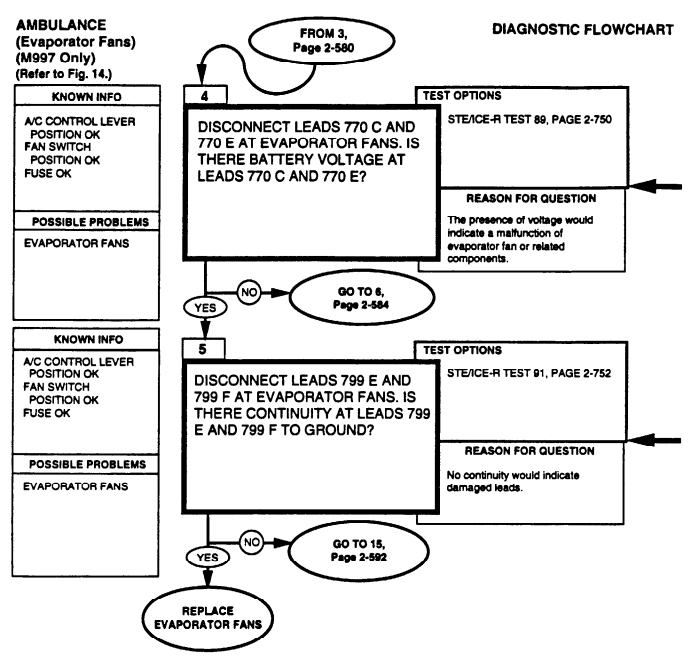 AMBULANCE
(Evaporator Fans)
(M997 Only)
(Refer to Fig. 14.)
FROM 3,
Page 2-580
DIAGNOSTIC FLOWCHART
KNOWN INFO
A/C CONTROL LEVER
POSITION OK
FAN SWITCH
POSITION OK
FUSE OK
POSSIBLE PROBLEMS
EVAPORATOR FANS
4
DISCONNECT LEADS 770 C AND
770 E AT EVAPORATOR FANS. IS
THERE BATTERY VOLTAGE AT
LEADS 770 C AND 770 E?
TEST OPTIONS
STE/ICE-R TEST 89, PAGE 2-750
REASON FOR QUESTION
The presence of voltage would
indicate a malfunction of
evaporator fan or related
components.
NO
GO TO 6,
Page 2-584
YES
KNOWN INFO
A/C CONTROL LEVER
POSITION OK
FAN SWITCH
POSITION OK
FUSE OK
POSSIBLE PROBLEMS
EVAPORATOR FANS
5
DISCONNECT LEADS 799 E AND
799 F AT EVAPORATOR FANS. IS
THERE CONTINUITY AT LEADS 799
E AND 799 F TO GROUND?
TEST OPTIONS
STE/ICE-R TEST 91, PAGE 2-752
REASON FOR QUESTION
No continuity would indicate
damaged leads.
NO
GO TO 15,
Page 2-592
YES
REPLACE
EVAPORATOR FANS